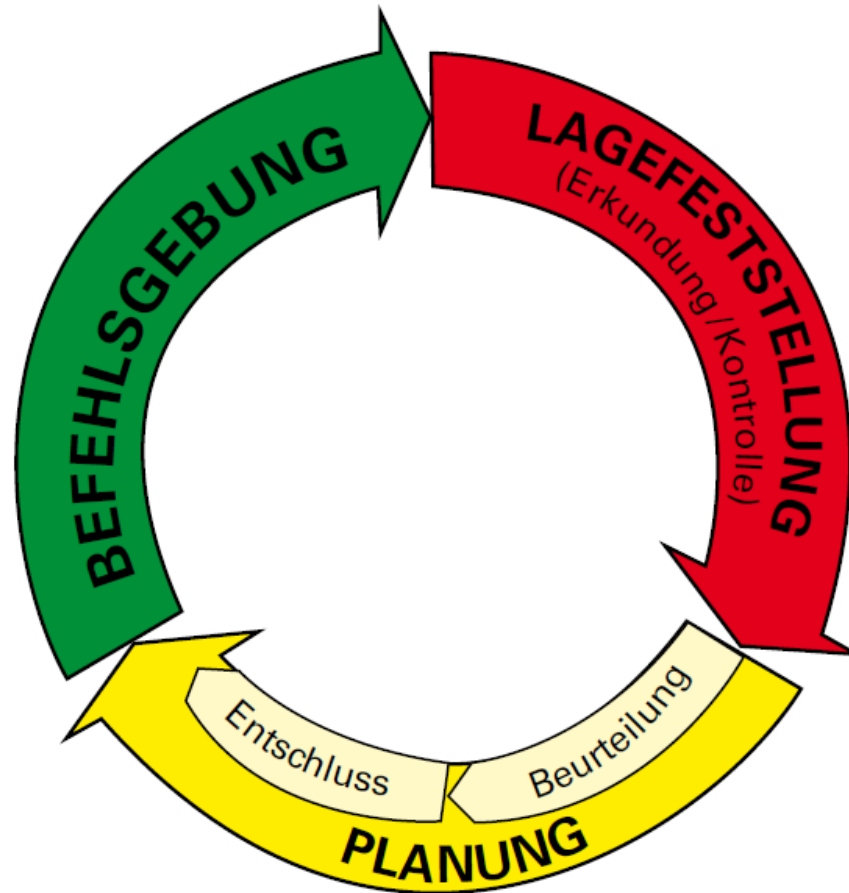 LAGEFESTSTELLUNG
(Erkundung/Kontrolle)
PLANUNG
Beurteilung
Entschluss
BEFEHLSGEBUNG